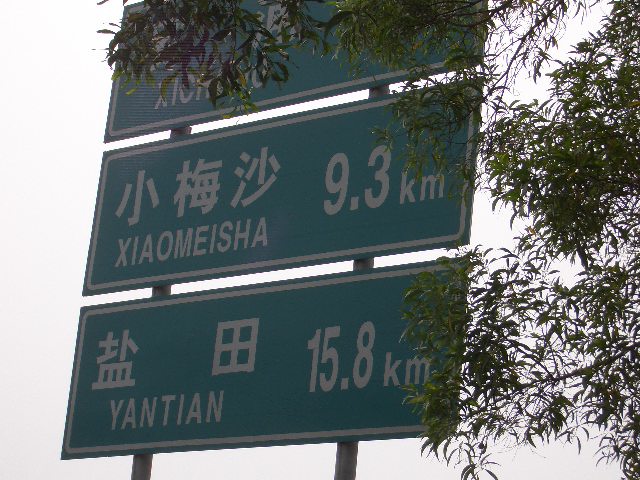 小梅沙 9.3 km
XIAOMEISHA
盐田 15.8 km
YANTIAN